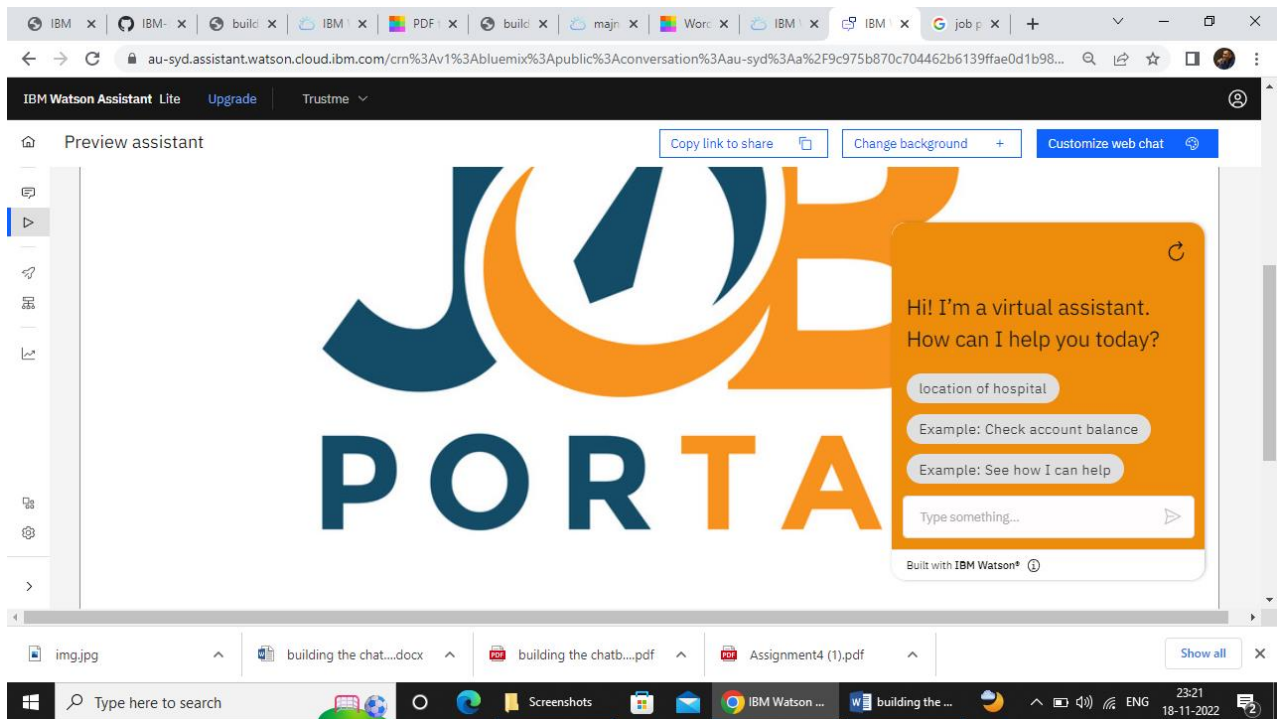 IBM
IBM-
build
IBM
PDF
build
majn
Word
IBM
IBM
job p
au-syd.assistant.watson.cloud.ibm.com/crn%3Av1%3Abluemix%3Apublic%3Aconversation%3Aau-syd%3Aa%2F9c975b870c704462b6139ffae0d1b98...
IBM Watson Assistant Lite Upgrade Trustme
Preview assistant
Copy link to share
Change background +
Customize web chat
JOB
PORTA
Hi! I'm a virtual assistant.
How can I help you today?
location of hospital
Example: Check account balance
Example: See how I can help
Type something...
Built with IBM Watson®
img.jpg
building the chat....docx
building the chatb....pdf
Assignment4 (1).pdf
Show all
Type here to search
Screenshots
IBM Watson ...
building the ...
ENG
23:21
18-11-2022
2